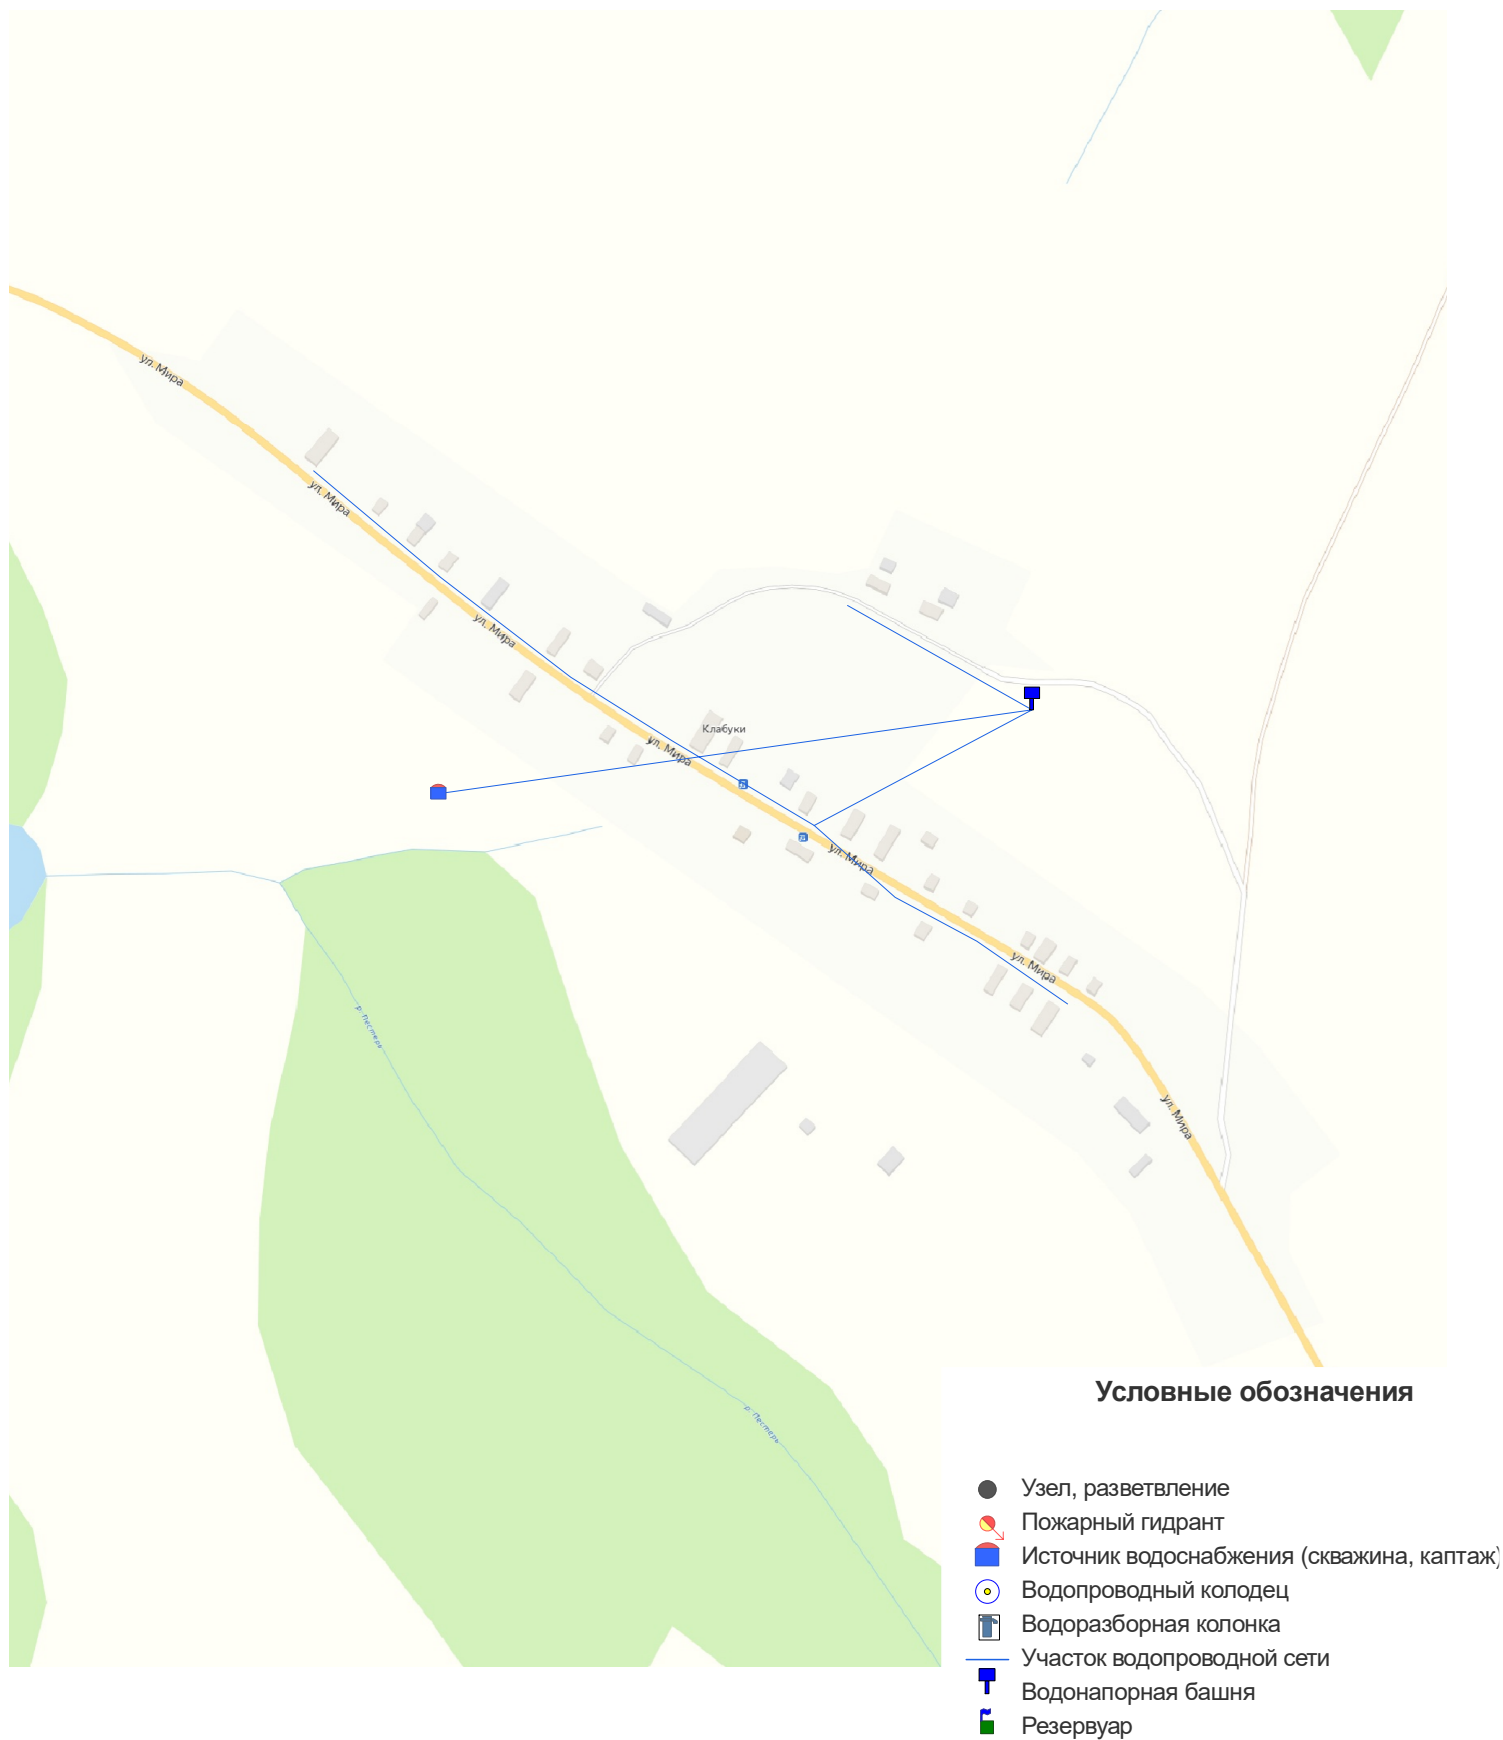 ул. Мира
ул. Мира
ул. Мира
Клабуки
ул. Мира
ул. Мира
ул. Мира
р. Пестерь
ул. Мира
р. Пестерь
Условные обозначения
Узел, разветвление
Пожарный гидрант
Источник водоснабжения (скважина, каптаж)
Водопроводный колодец
Водоразборная колонка
Участок водопроводной сети
Водонапорная башня
Резервуар